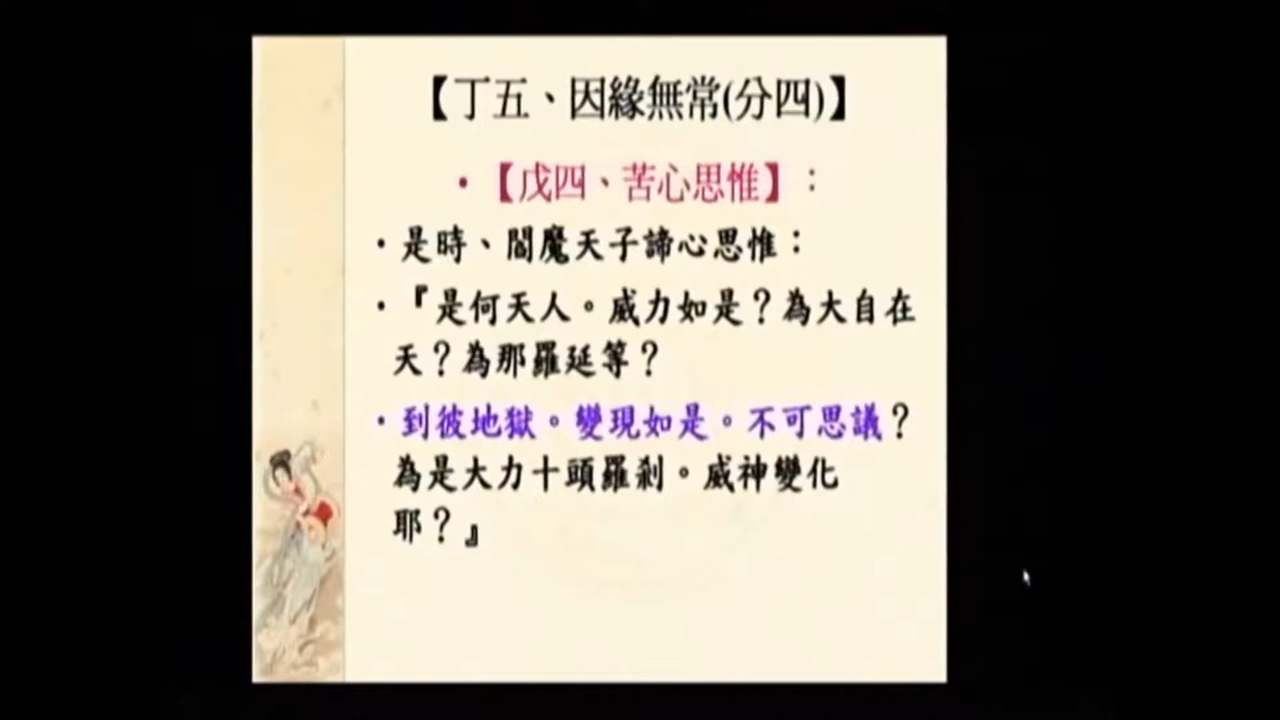 【丁五、因緣無常(分四)】
•【戊四、苦心思惟】：
•是時、閻魔天子諦心思惟：
•『是何天人。威力如是？為大自在
天？為那羅延等？
•到彼地獄。變現如是。不可思議？
為是大力十頭羅剎。威神變化
耶？』